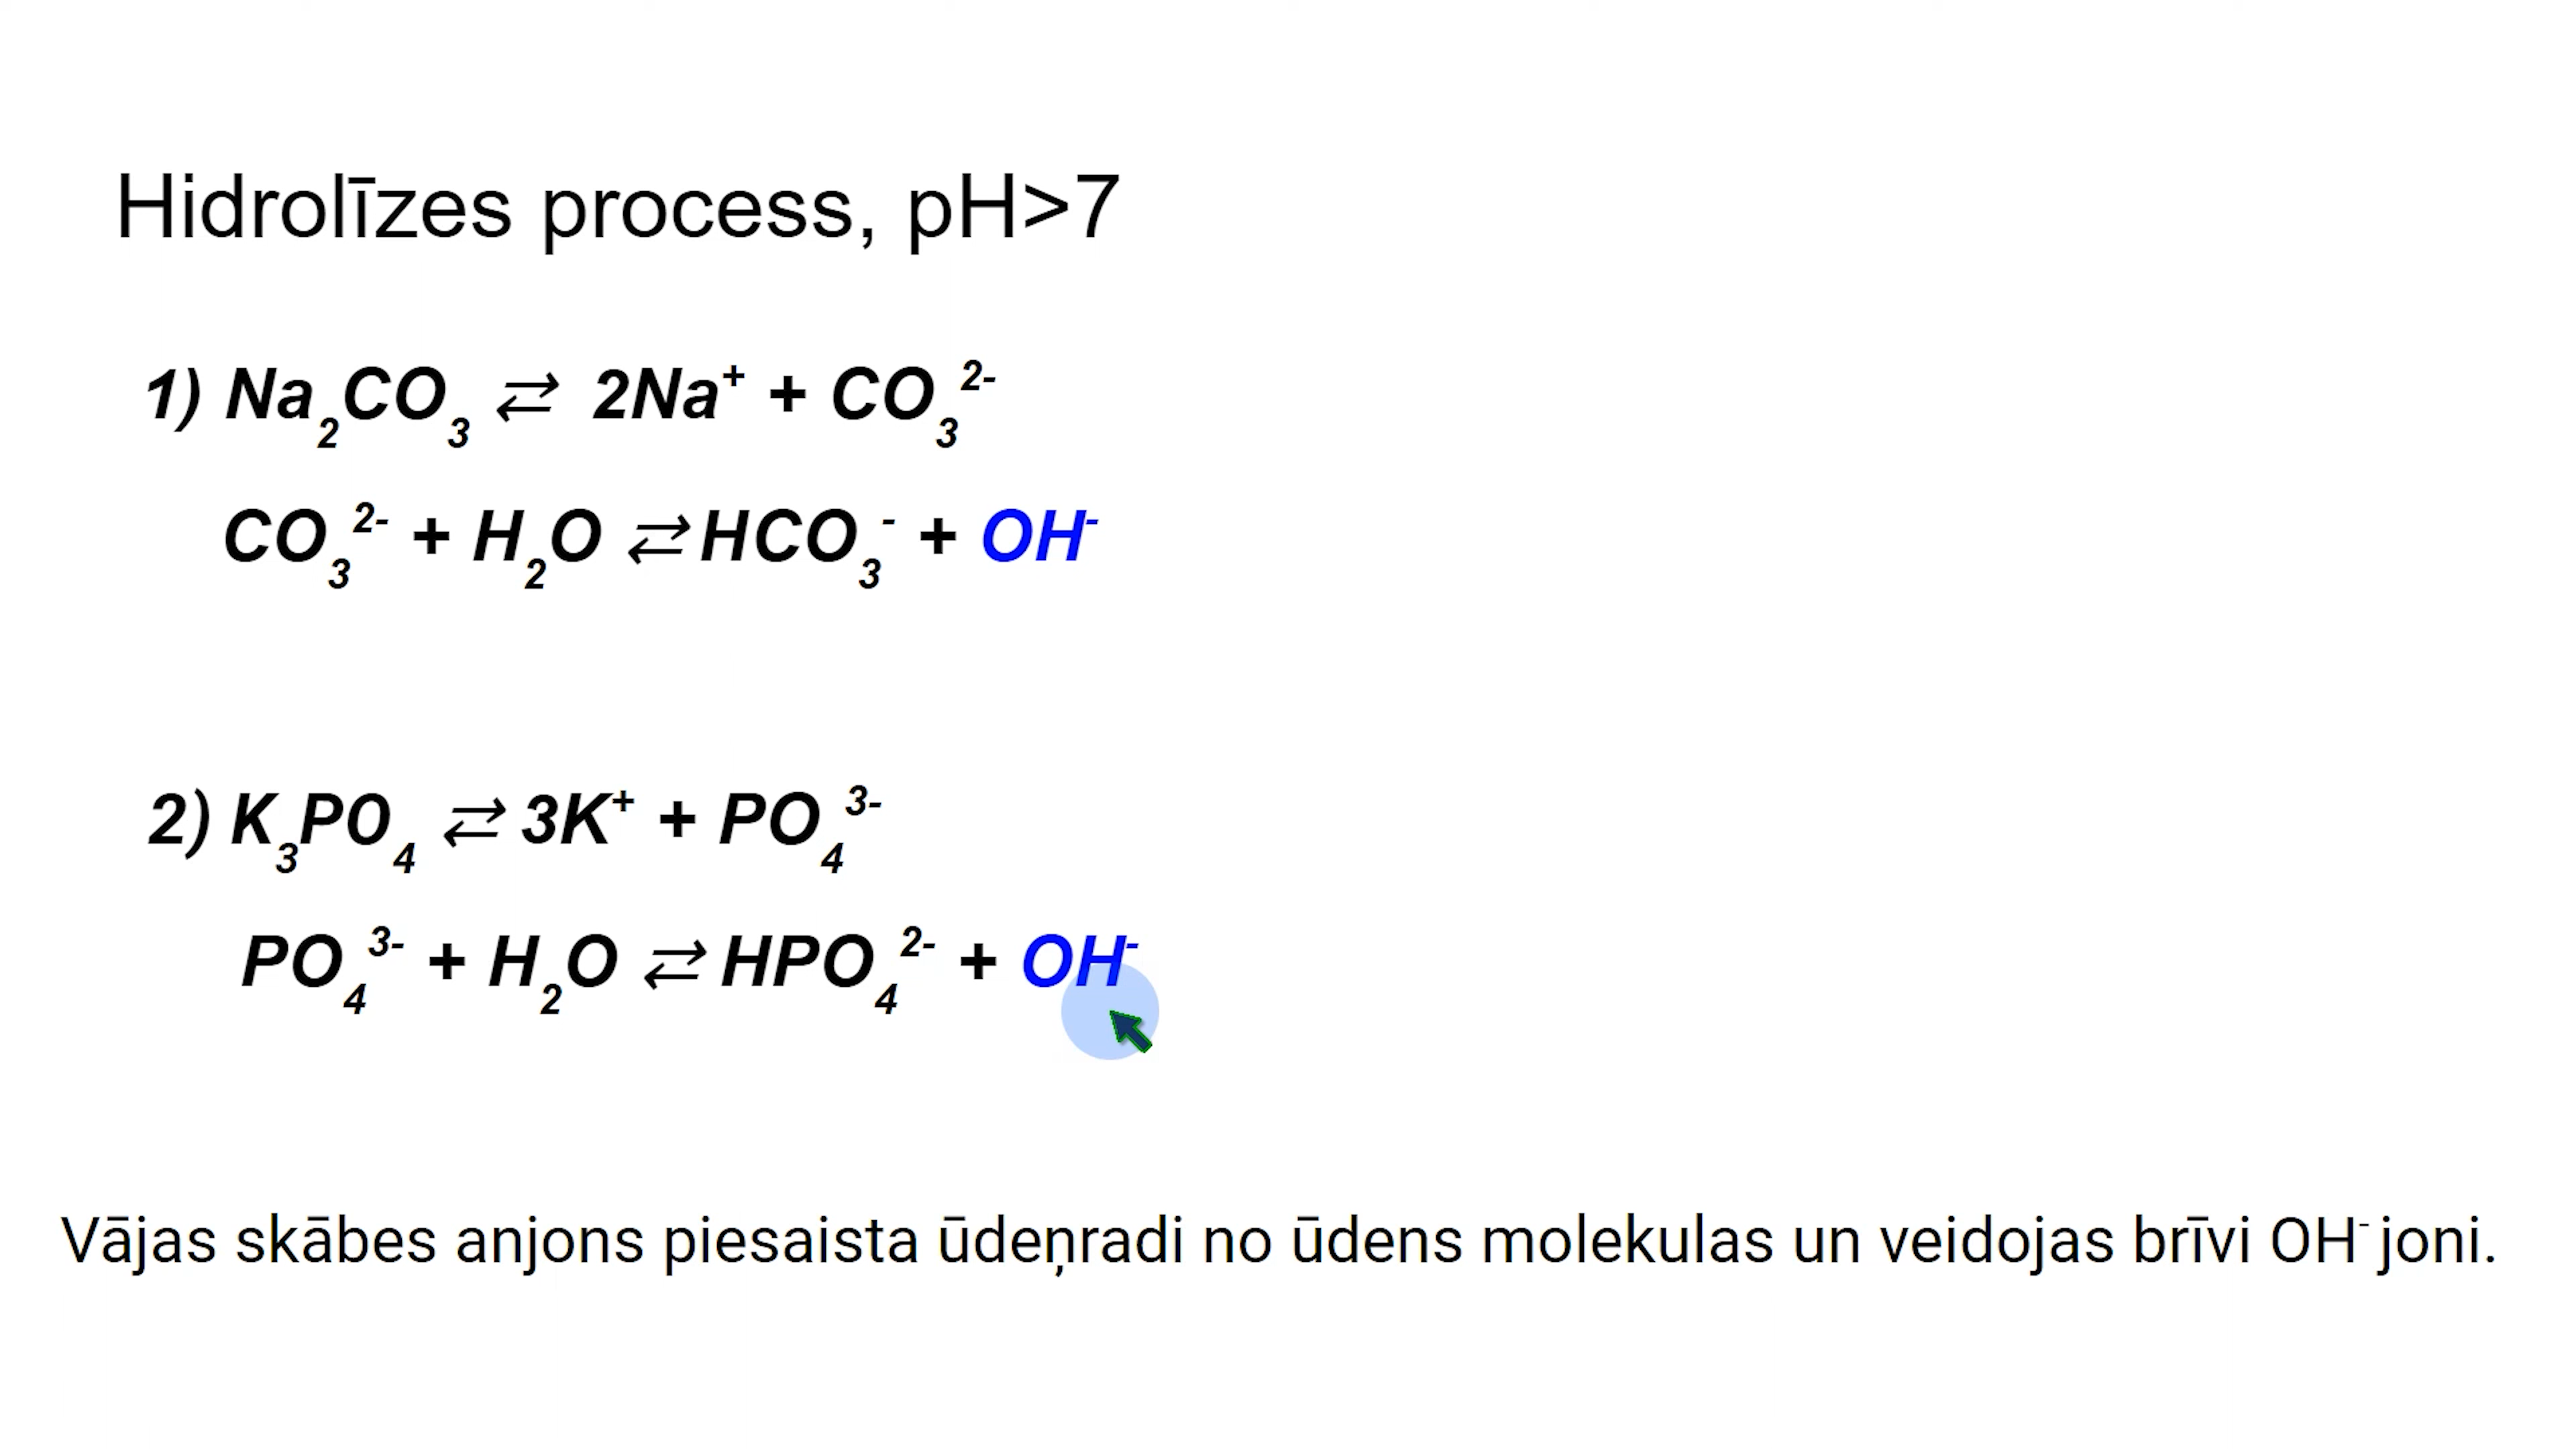 Hidrolīzes process, pH>7
1) Na₂CO₃ ⇄ 2Na⁺ + CO₃²⁻
CO₃²⁻ + H₂O ⇄ HCO₃⁻ + OH⁻
2) K₃PO₄ ⇄ 3K⁺ + PO₄³⁻
PO₄³⁻ + H₂O ⇄ HPO₄²⁻ + OH⁻
Vājas skābes anjons piesaista ūdeņradi no ūdens molekulas un veidojas brīvi OH⁻ joni.